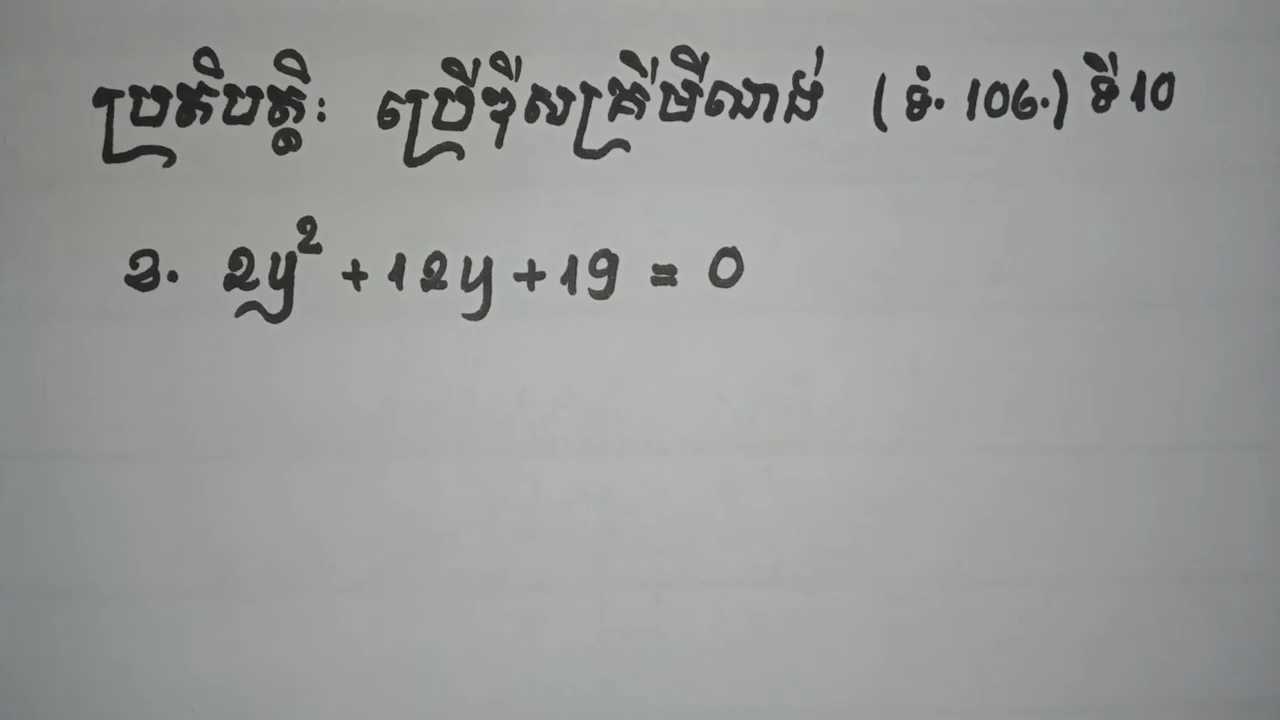 ប្រតិបត្តិ៖ ប្រើឌីសគ្រីមីណង់ (ទំ. 106.) ទី 10
ខ. 2y² + 12y + 19 = 0